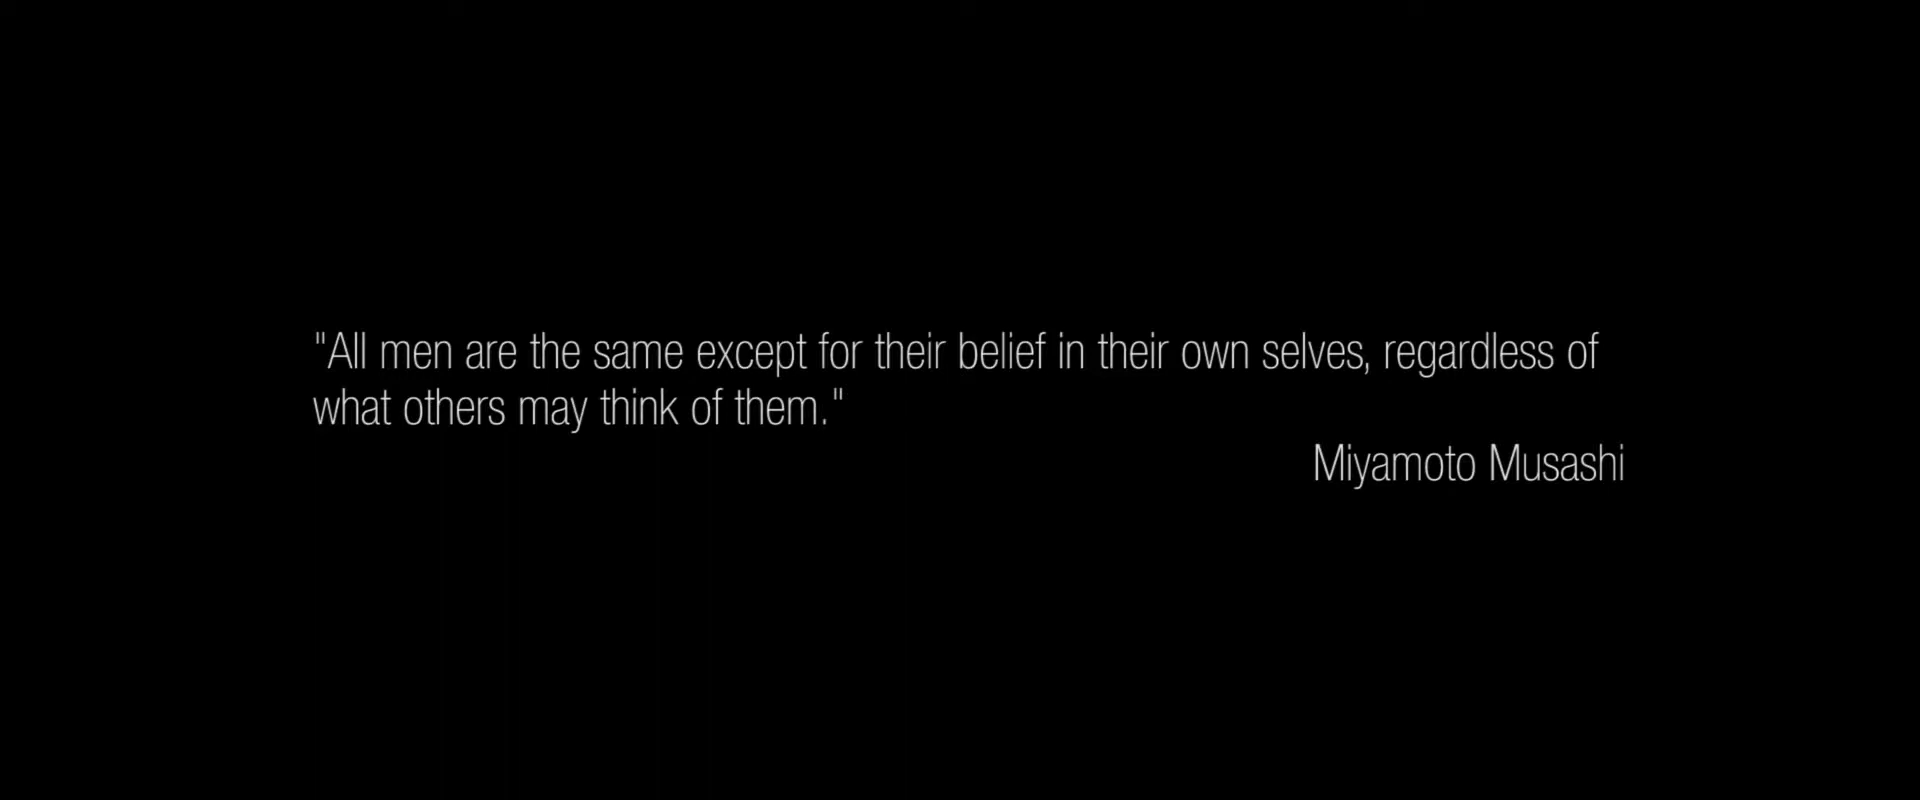 "All men are the same except for their belief in their own selves, regardless of
what others may think of them."
Miyamoto Musashi